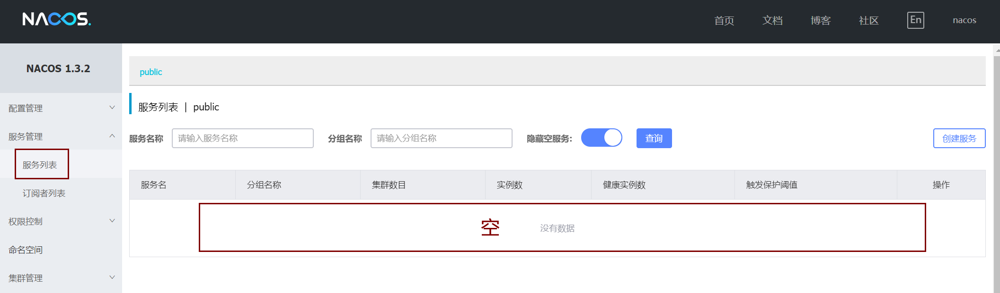 NACOS.
首页 文档 博客 社区 En nacos
NACOS 1.3.2
配置管理
服务管理
服务列表
订阅者列表
权限控制
命名空间
集群管理
public
服务列表 | public
服务名称 请输入服务名称 分组名称 请输入分组名称 隐藏空服务: 查询 创建服务
服务名 分组名称 集群数目 实例数 健康实例数 触发保护阈值 操作
空 没有数据